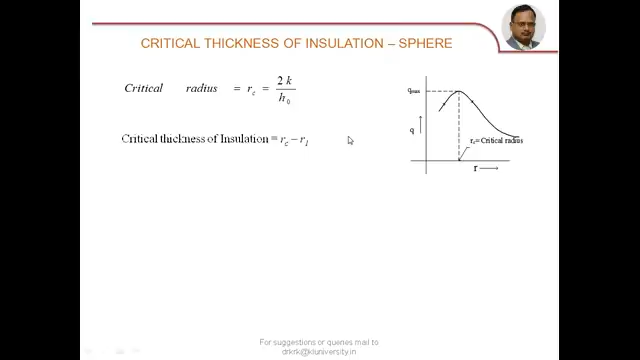 CRITICAL THICKNESS OF INSULATION – SPHERE
Critical radius = r_c = 2 k / h_0
Critical thickness of Insulation = r_c – r_1
q_max
q
r_c = Critical radius
r
For suggestions or queries mail to
drkrk@kluniversity.in